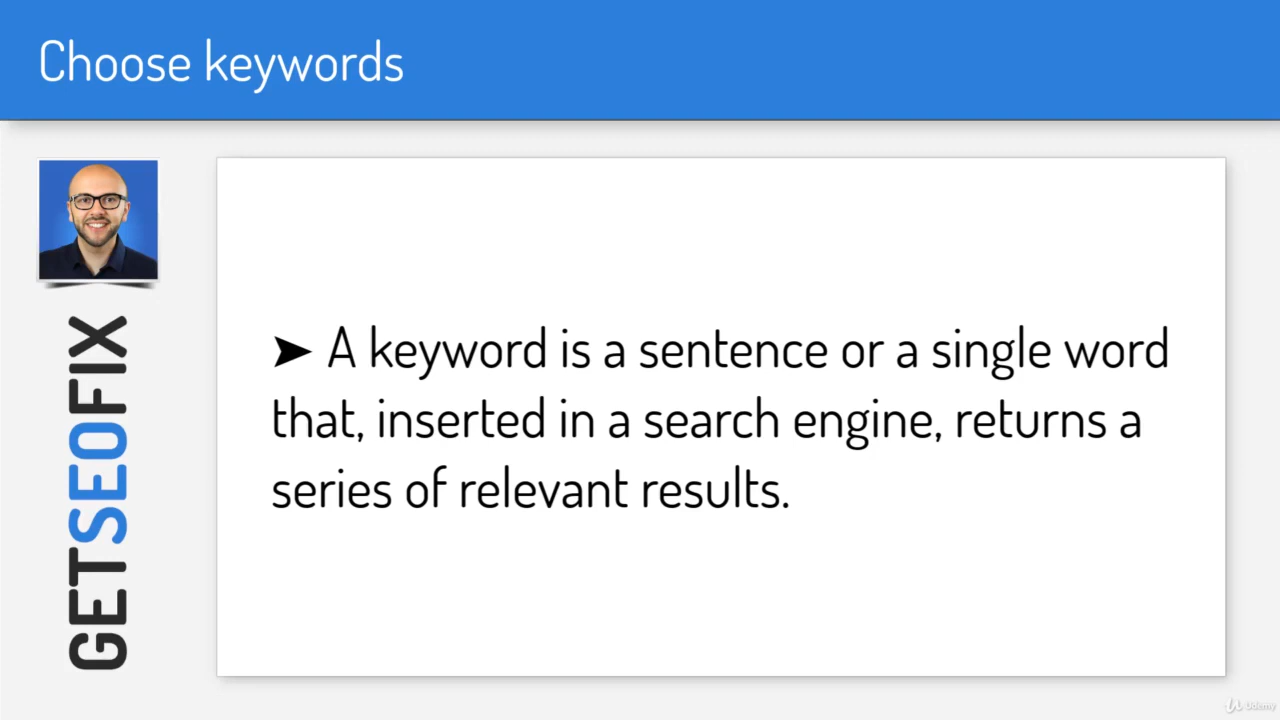 Choose keywords
GETSEOFIX
➤ A keyword is a sentence or a single word
that, inserted in a search engine, returns a
series of relevant results.
Udemy